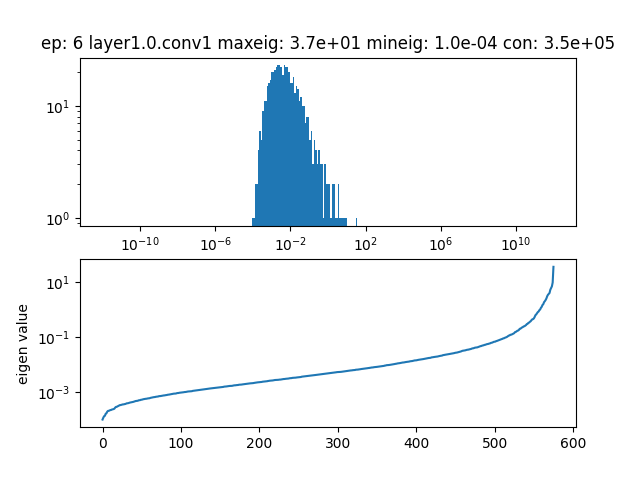 ep: 6 layer1.0.conv1 maxeig: 3.7e+01 mineig: 1.0e-04 con: 3.5e+05
10¹
10⁰
10⁻¹⁰ 10⁻⁶ 10⁻² 10² 10⁶ 10¹⁰
eigen value
10¹
10⁻¹
10⁻³
0 100 200 300 400 500 600